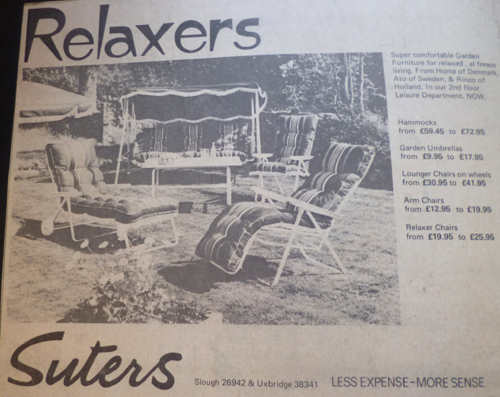 Relaxers
Super comfortable Garden
Furniture for relaxed , al fresco
living. From Homa of Denmark,
Ato of Sweden, & Rinco of
Holland. In our 2nd floor
Leisure Department, NOW.
Hammocks
from £59.45 to £72.95
Garden Umbrellas
from £9.95 to £17.95
Lounger Chairs on wheels
from £30.95 to £41.95
Arm Chairs
from £12.95 to £19.95
Relaxer Chairs
from £19.95 to £25.95
Suters
Slough 26942 & Uxbridge 38341
LESS EXPENSE–MORE SENSE